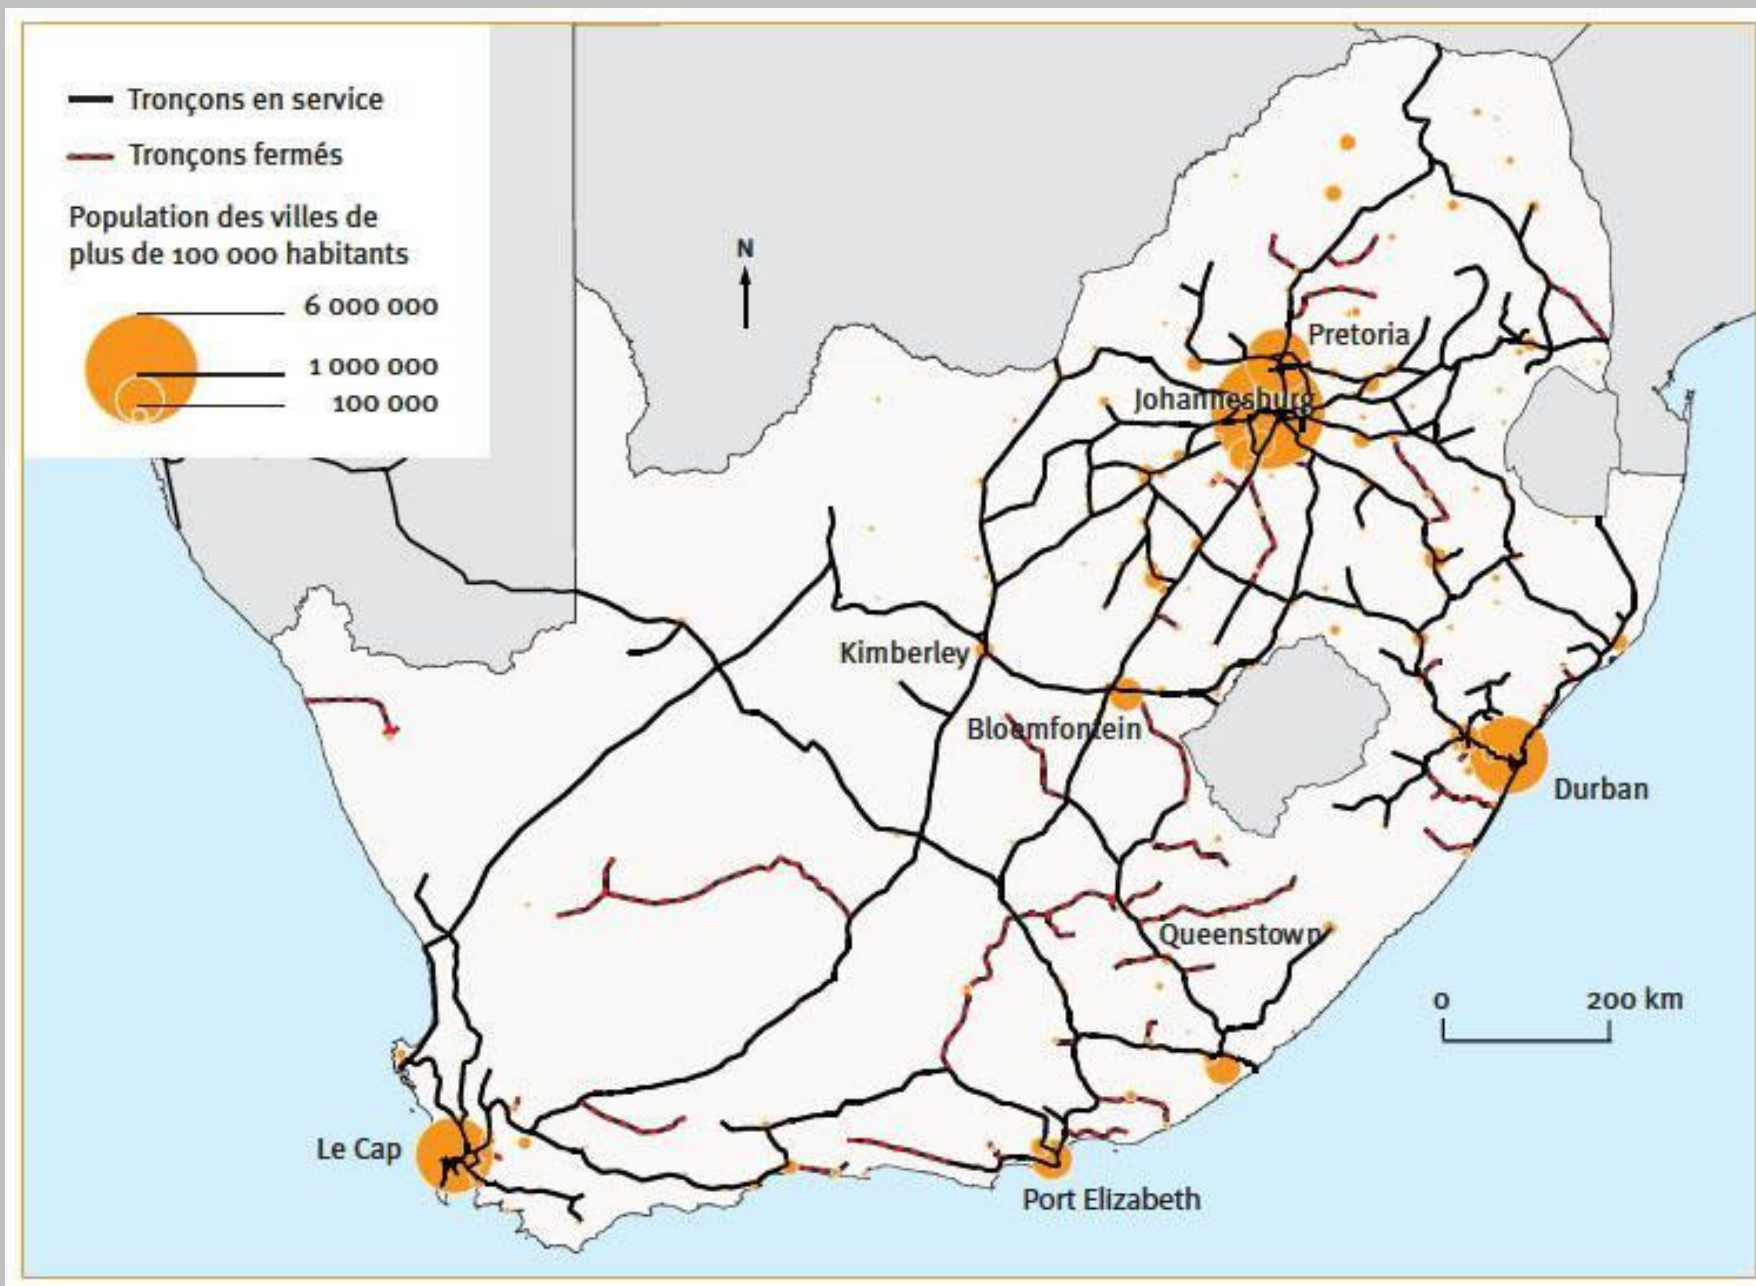 Tronçons en service
Tronçons fermés
Population des villes de
plus de 100 000 habitants
6 000 000
1 000 000
100 000
N
Pretoria
Johannesburg
Kimberley
Bloemfontein
Durban
Queenstown
0 200 km
Le Cap
Port Elizabeth